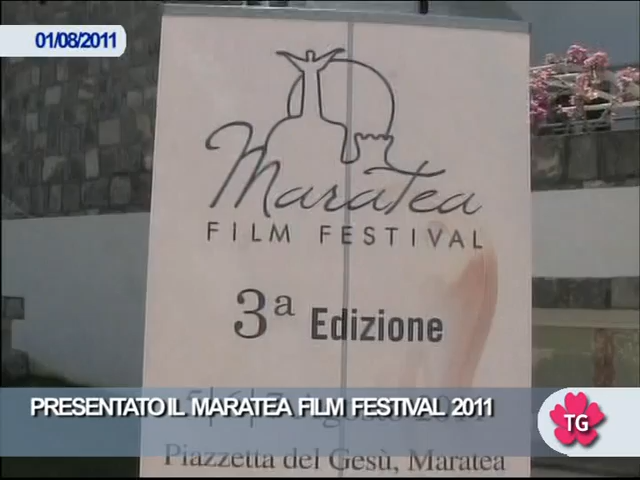 01/08/2011
Maratea
FILM FESTIVAL
3ª Edizione
PRESENTATO IL MARATEA FILM FESTIVAL 2011
TG
Piazzetta del Gesù, Maratea